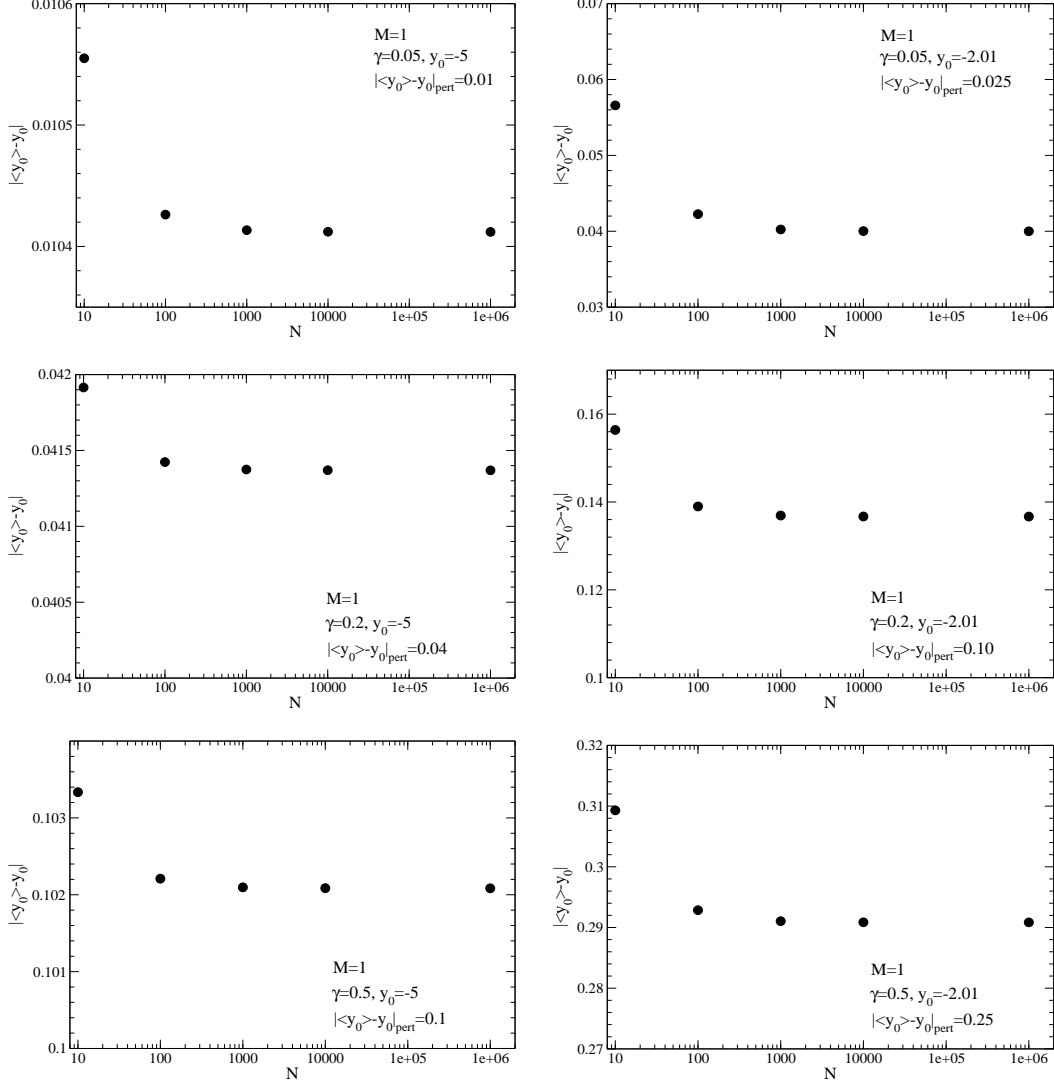 0.0106
0.0105
0.0104
|<y0>-y0|
M=1
γ=0.05, y0=-5
|<y0>-y0|pert=0.01
10 100 1000 10000 1e+05 1e+06
N
0.07
0.06
0.05
0.04
0.03
|<y0>-y0|
M=1
γ=0.05, y0=-2.01
|<y0>-y0|pert=0.025
10 100 1000 10000 1e+05 1e+06
N
0.042
0.0415
0.041
0.0405
0.04
|<y0>-y0|
M=1
γ=0.2, y0=-5
|<y0>-y0|pert=0.04
10 100 1000 10000 1e+05 1e+06
N
0.16
0.14
0.12
0.1
|<y0>-y0|
M=1
γ=0.2, y0=-2.01
|<y0>-y0|pert=0.10
10 100 1000 10000 1e+05 1e+06
N
0.103
0.102
0.101
0.1
|<y0>-y0|
M=1
γ=0.5, y0=-5
|<y0>-y0|pert=0.1
10 100 1000 10000 1e+05 1e+06
N
0.32
0.31
0.3
0.29
0.28
0.27
|<y0>-y0|
M=1
γ=0.5, y0=-2.01
|<y0>-y0|pert=0.25
10 100 1000 10000 1e+05 1e+06
N